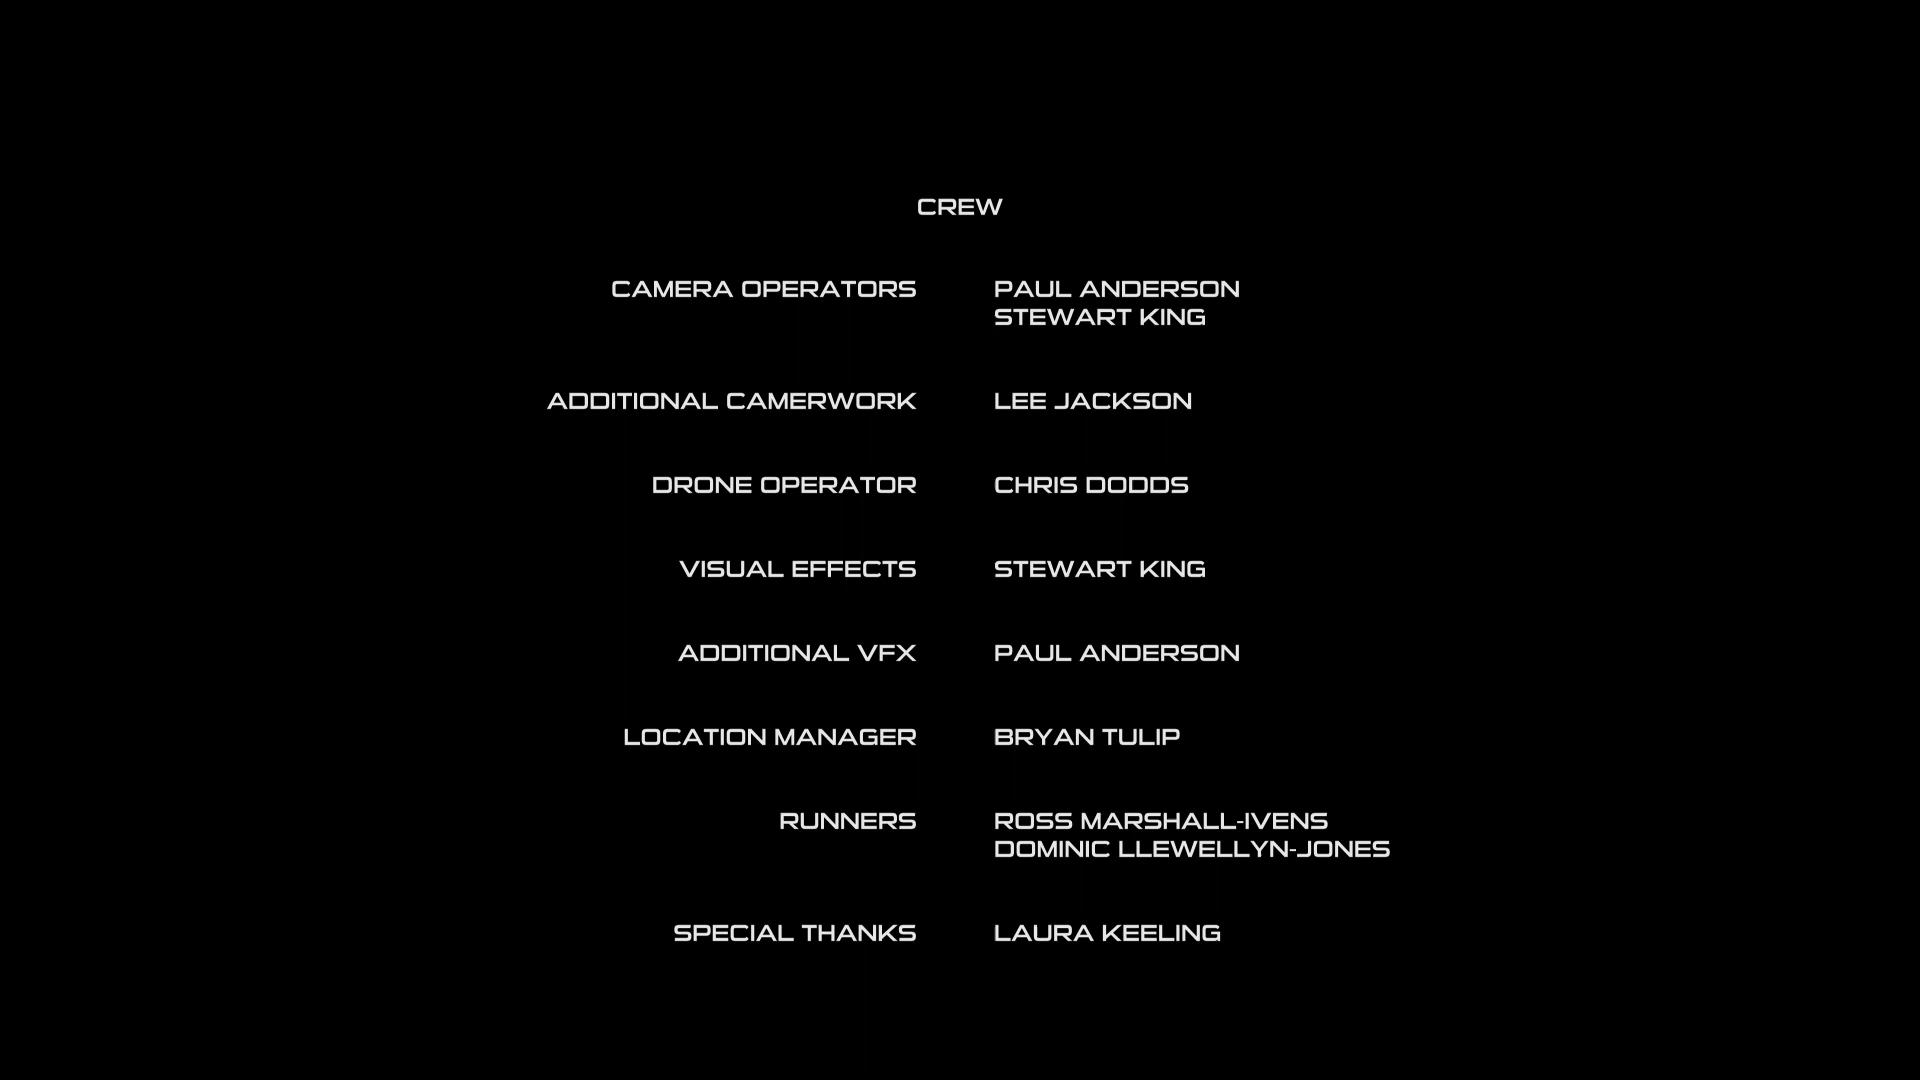 CREW
CAMERA OPERATORS PAUL ANDERSON
STEWART KING
ADDITIONAL CAMERWORK LEE JACKSON
DRONE OPERATOR CHRIS DODDS
VISUAL EFFECTS STEWART KING
ADDITIONAL VFX PAUL ANDERSON
LOCATION MANAGER BRYAN TULIP
RUNNERS ROSS MARSHALL-IVENS
DOMINIC LLEWELLYN-JONES
SPECIAL THANKS LAURA KEELING